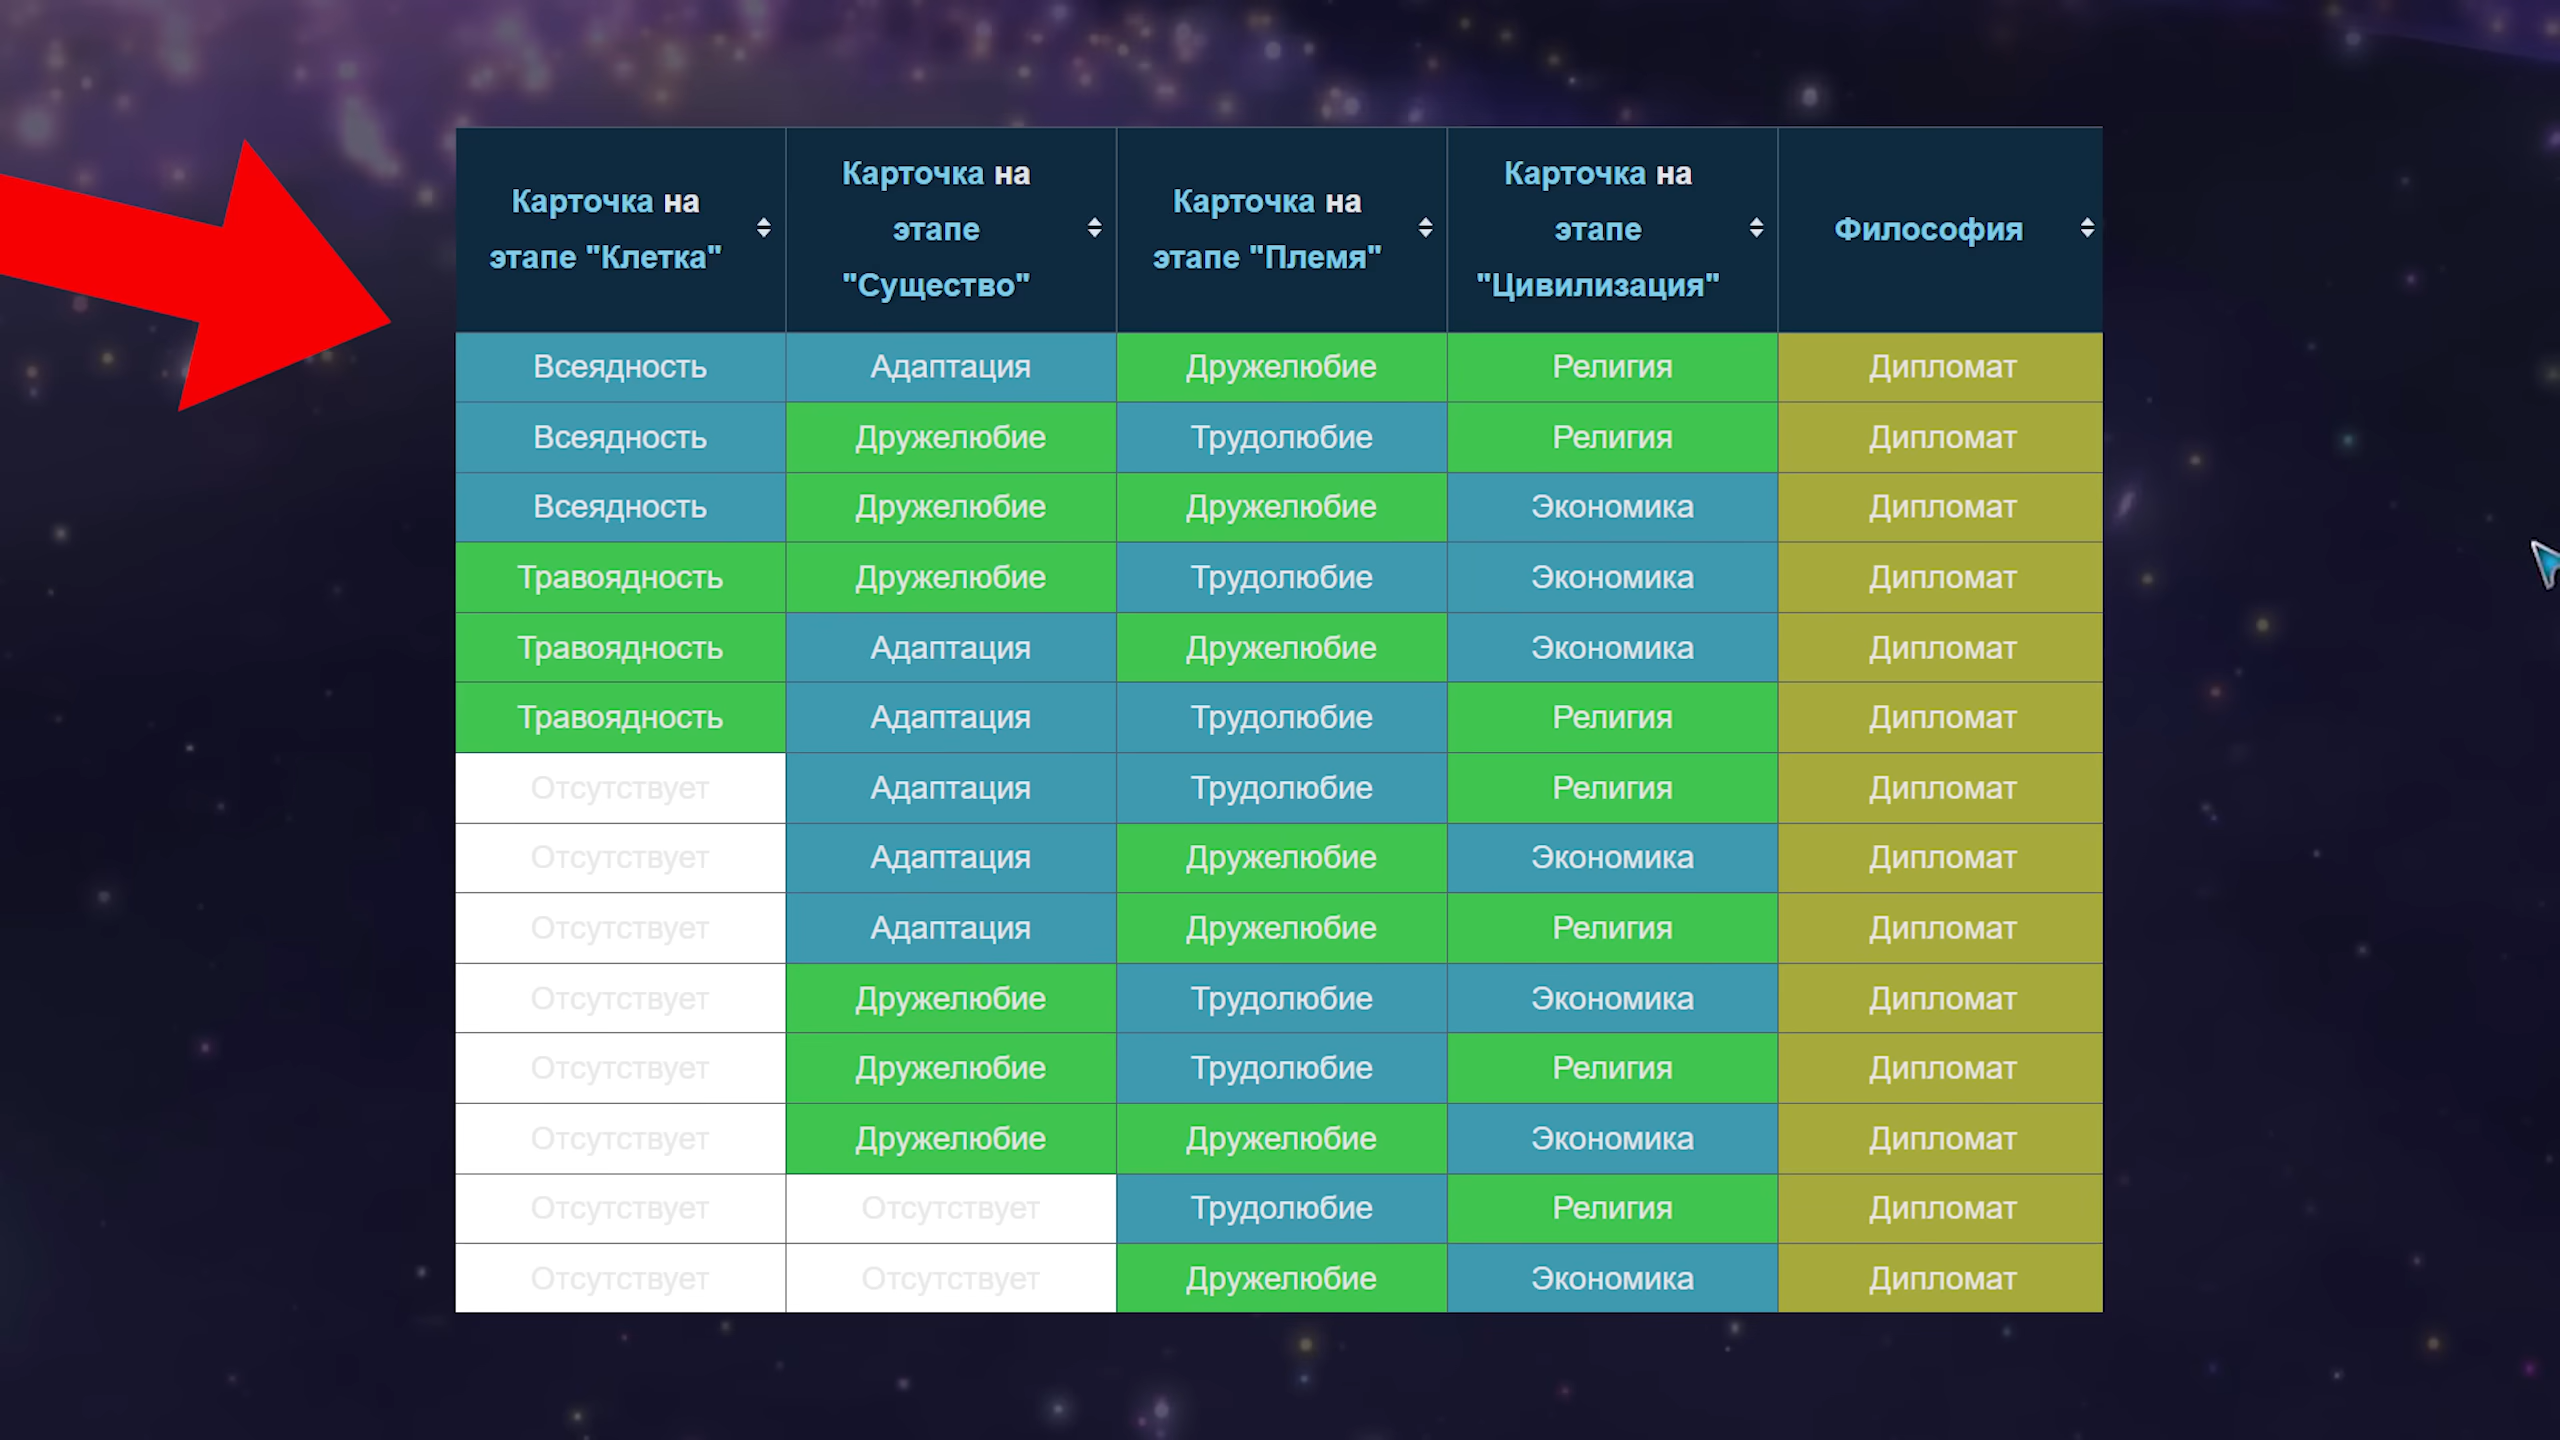 Карточка на этапе "Клетка" Карточка на этапе "Существо" Карточка на этапе "Племя" Карточка на этапе "Цивилизация" Философия
Всеядность Адаптация Дружелюбие Религия Дипломат
Всеядность Дружелюбие Трудолюбие Религия Дипломат
Всеядность Дружелюбие Дружелюбие Экономика Дипломат
Травоядность Дружелюбие Трудолюбие Экономика Дипломат
Травоядность Адаптация Дружелюбие Экономика Дипломат
Травоядность Адаптация Трудолюбие Религия Дипломат
Отсутствует Адаптация Трудолюбие Религия Дипломат
Отсутствует Адаптация Дружелюбие Экономика Дипломат
Отсутствует Адаптация Дружелюбие Религия Дипломат
Отсутствует Дружелюбие Трудолюбие Экономика Дипломат
Отсутствует Дружелюбие Трудолюбие Религия Дипломат
Отсутствует Дружелюбие Дружелюбие Экономика Дипломат
Отсутствует Отсутствует Трудолюбие Религия Дипломат
Отсутствует Отсутствует Дружелюбие Экономика Дипломат